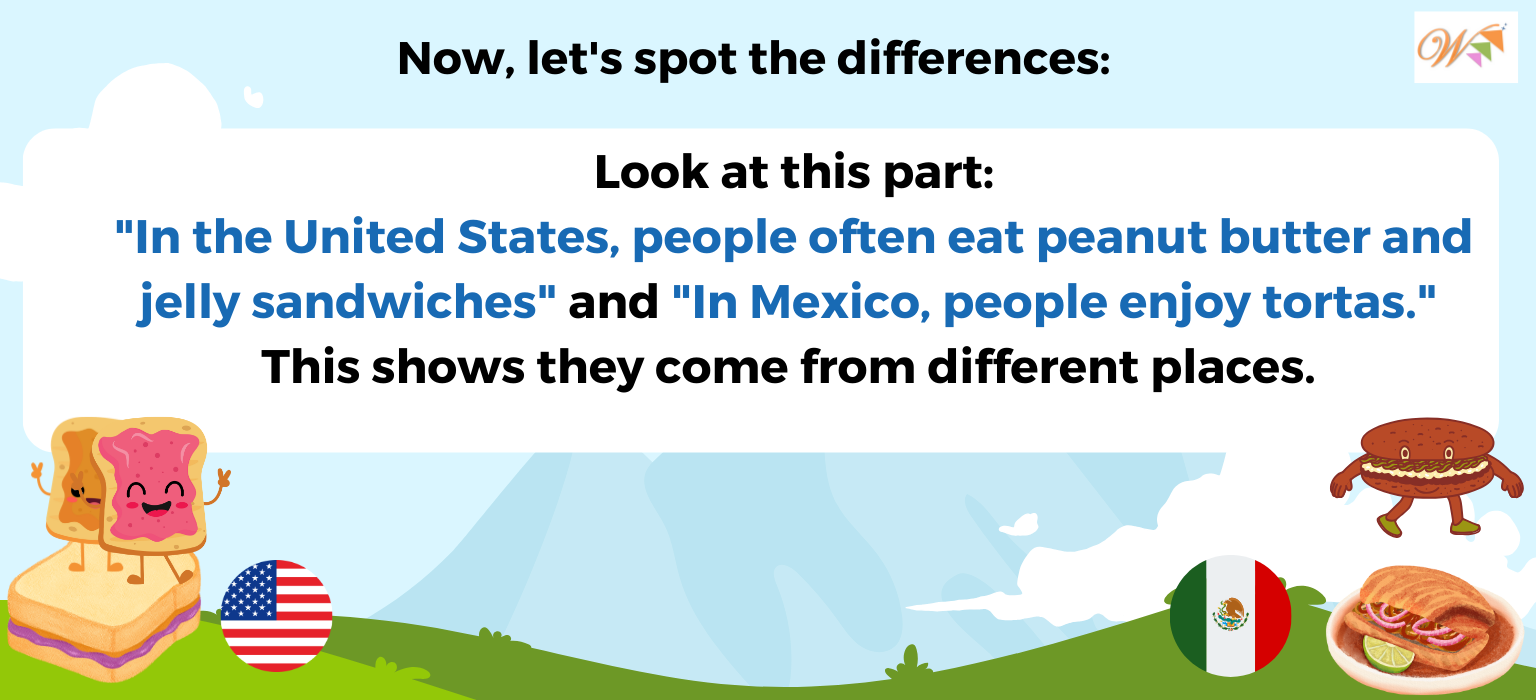 Now, let's spot the differences:
W
Look at this part:
"In the United States, people often eat peanut butter and
jelly sandwiches" and "In Mexico, people enjoy tortas."
This shows they come from different places.